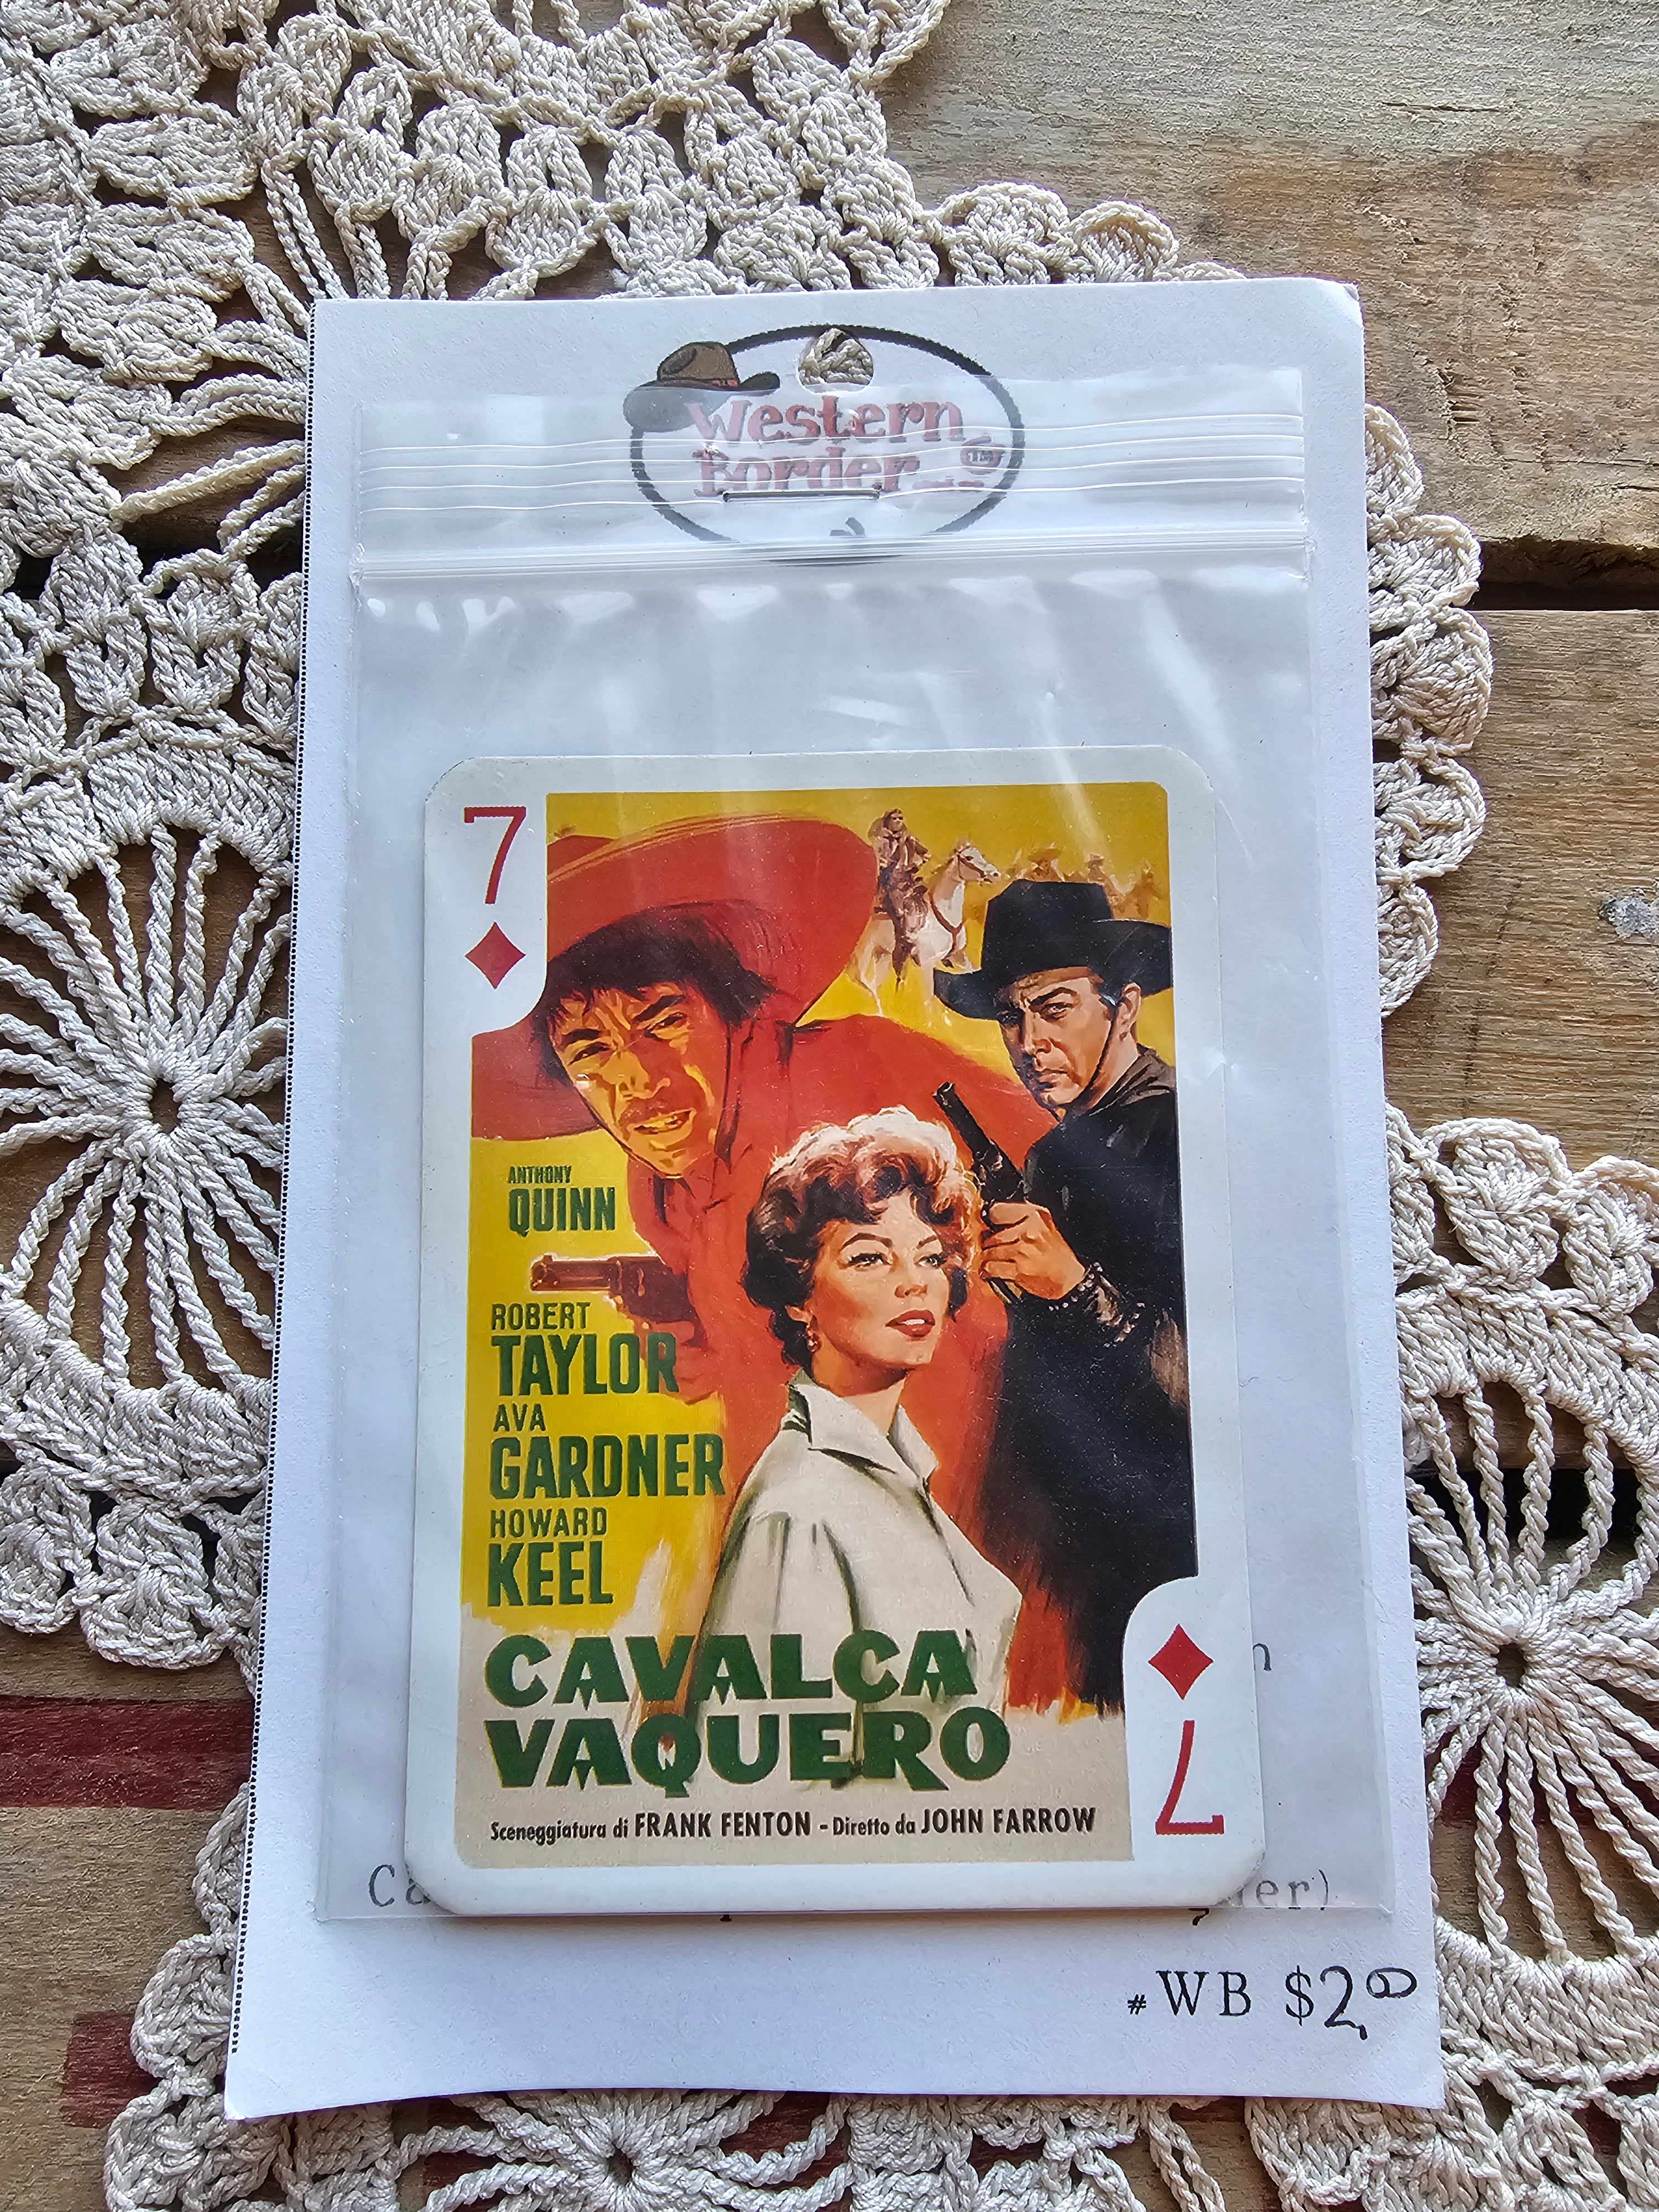 Western
Border
TM
7
ANTHONY
QUINN
ROBERT
TAYLOR
AVA
GARDNER
HOWARD
KEEL
CAVALCA
VAQUERO
Sceneggiatura di FRANK FENTON - Diretto da JOHN FARROW
7
# WB $2.00